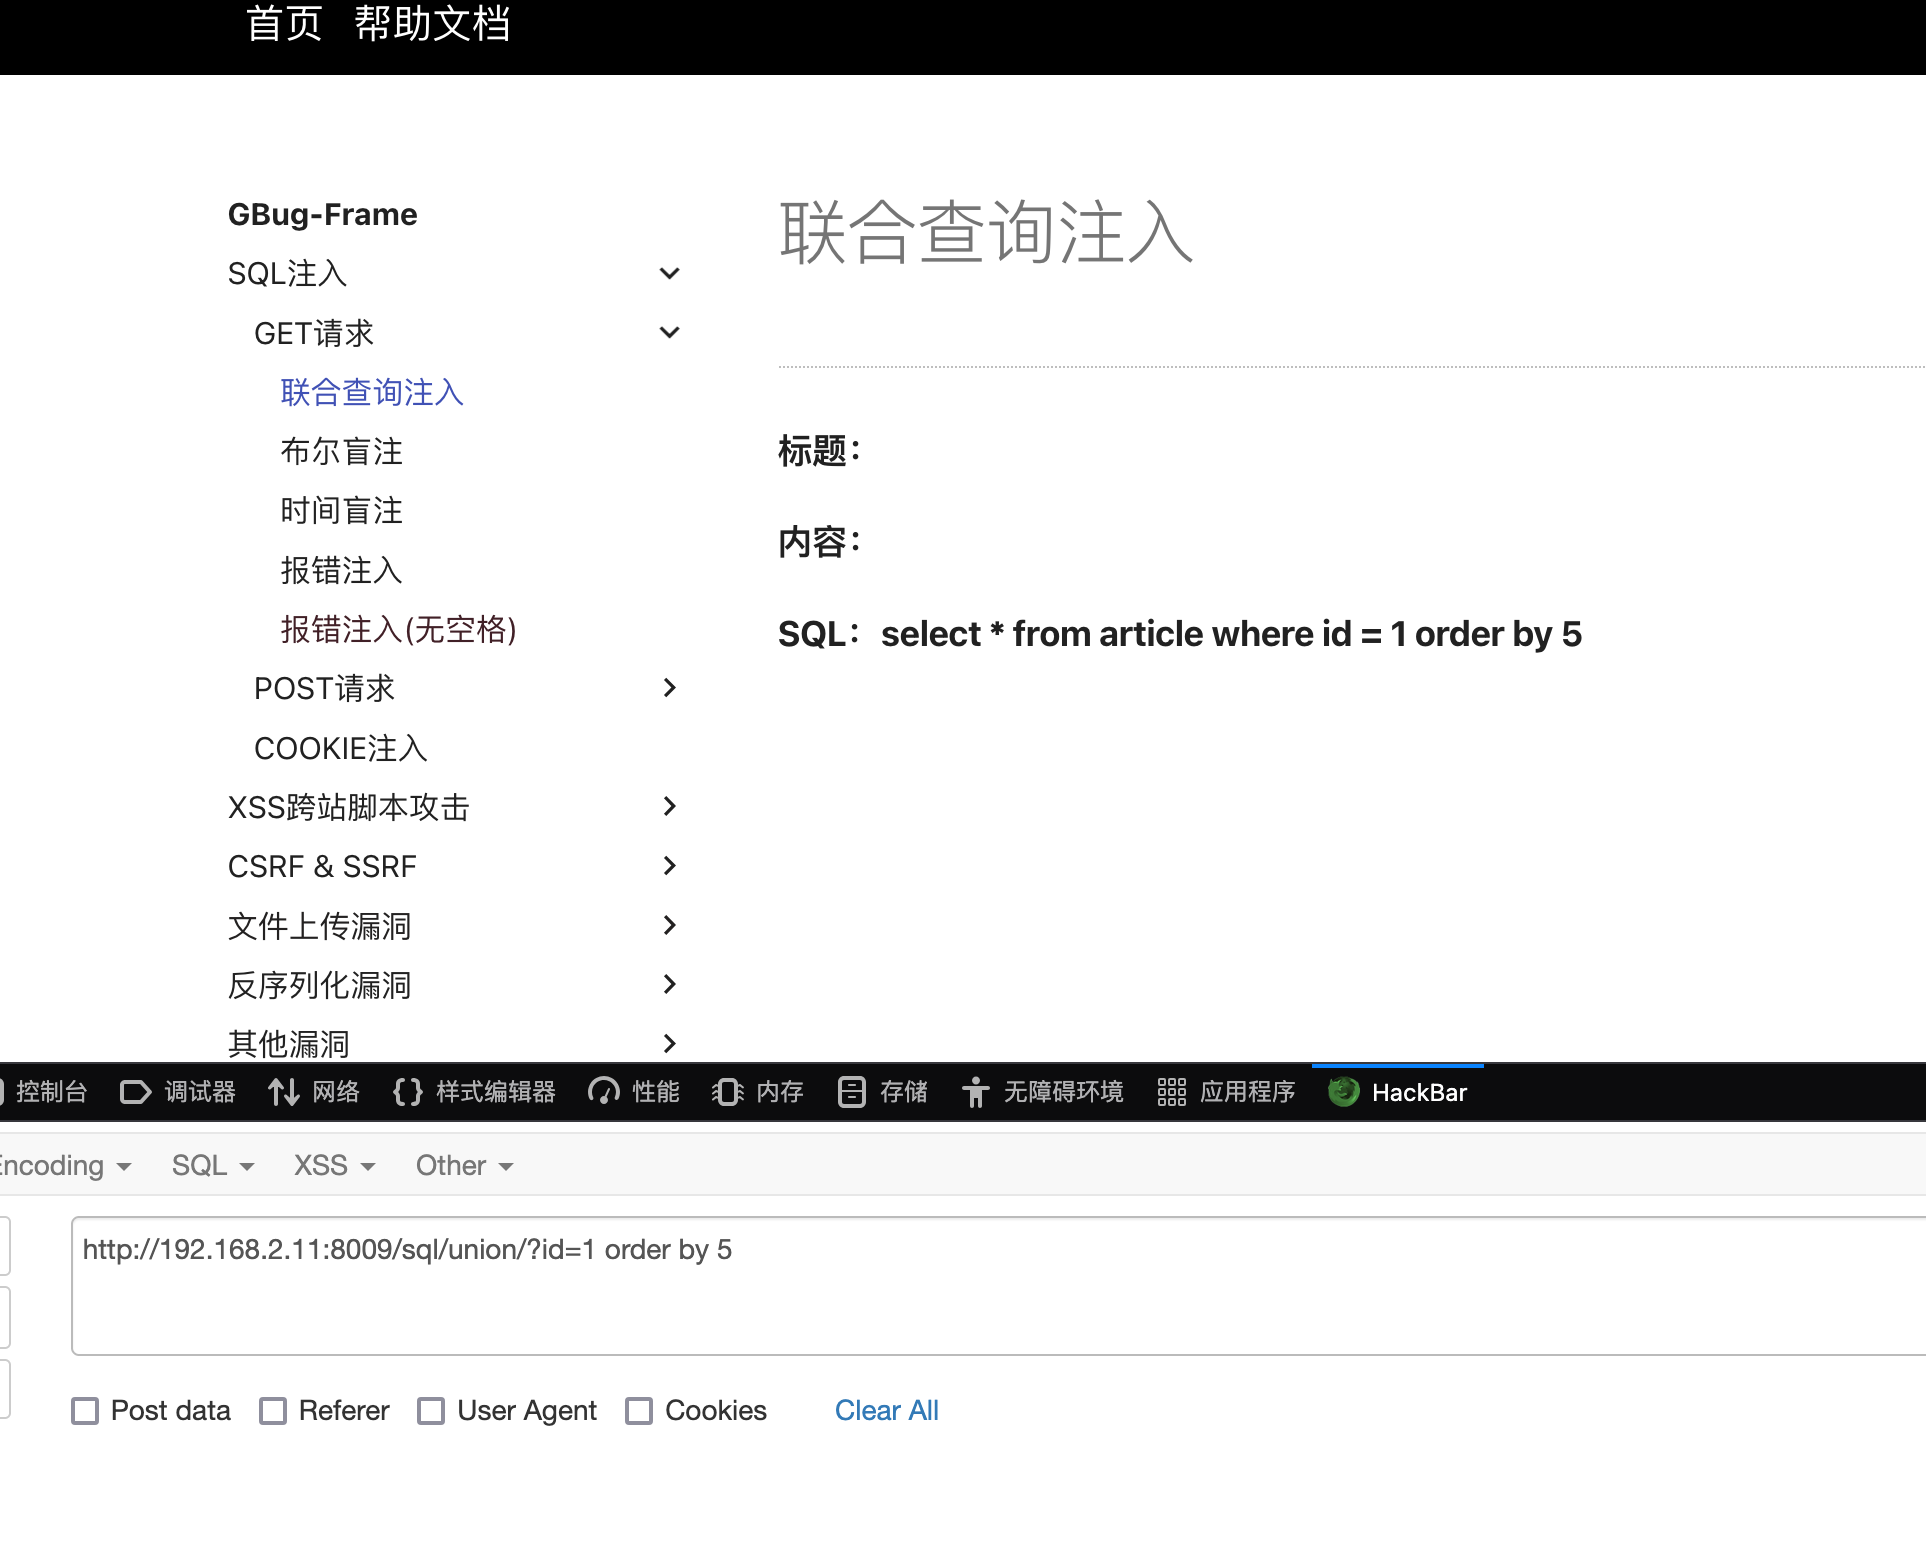 首页 帮助文档
GBug-Frame
SQL注入
GET请求
联合查询注入
布尔盲注
时间盲注
报错注入
报错注入(无空格)
POST请求
COOKIE注入
XSS跨站脚本攻击
CSRF & SSRF
文件上传漏洞
反序列化漏洞
其他漏洞
联合查询注入
标题：
内容：
SQL：select * from article where id = 1 order by 5
控制台 调试器 网络 {} 样式编辑器 性能 内存 存储 无障碍环境 应用程序 HackBar
Encoding SQL XSS Other
http://192.168.2.11:8009/sql/union/?id=1 order by 5
Post data Referer User Agent Cookies Clear All